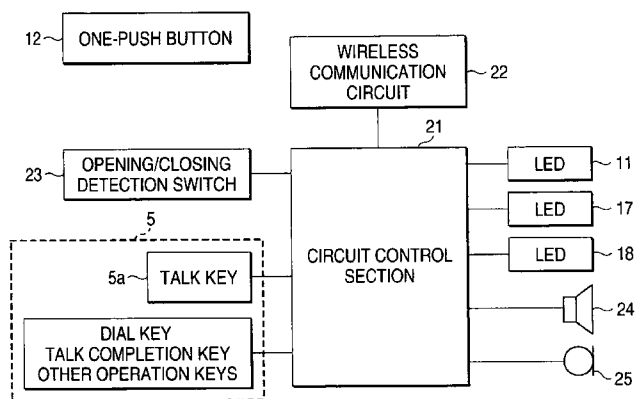 12
ONE-PUSH BUTTON
WIRELESS
COMMUNICATION
CIRCUIT
22
21
23
OPENING/CLOSING
DETECTION SWITCH
LED
11
LED
17
5
LED
18
5a
TALK KEY
CIRCUIT CONTROL
SECTION
24
DIAL KEY
TALK COMPLETION KEY
OTHER OPERATION KEYS
25